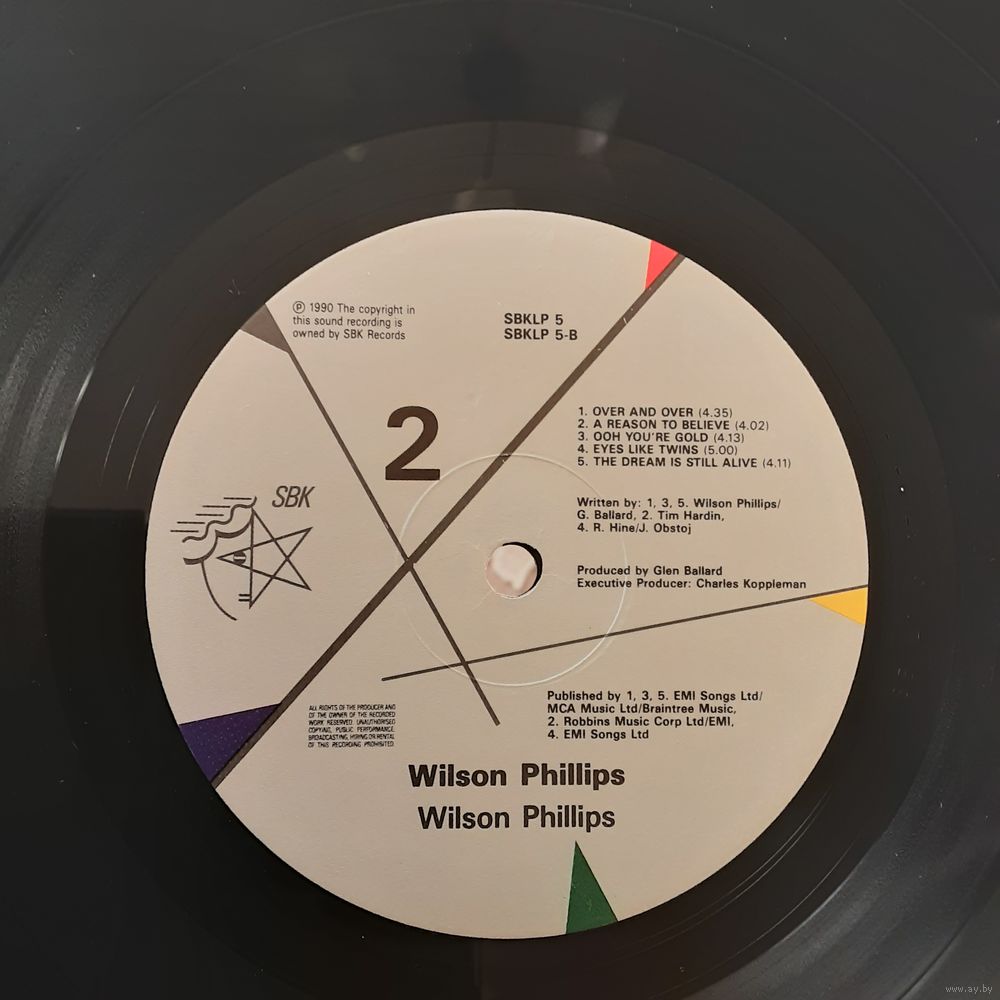 ℗ 1990 The copyright in
this sound recording is
owned by SBK Records
SBKLP 5
SBKLP 5-B
2
1. OVER AND OVER (4.35)
2. A REASON TO BELIEVE (4.02)
3. OOH YOU'RE GOLD (4.13)
4. EYES LIKE TWINS (5.00)
5. THE DREAM IS STILL ALIVE (4.11)
SBK
Written by: 1, 3, 5. Wilson Phillips/
G. Ballard, 2. Tim Hardin,
4. R. Hine/J. Obstoj
Produced by Glen Ballard
Executive Producer: Charles Koppleman
Published by 1, 3, 5. EMI Songs Ltd/
MCA Music Ltd/Braintree Music,
2. Robbins Music Corp Ltd/EMI,
4. EMI Songs Ltd
ALL RIGHTS OF THE PRODUCER AND
OF THE OWNER OF THE RECORDED
WORK RESERVED. UNAUTHORISED
COPYING, PUBLIC PERFORMANCE,
BROADCASTING, HIRING OR RENTAL
OF THIS RECORDING PROHIBITED.
Wilson Phillips
Wilson Phillips
www.ay.by